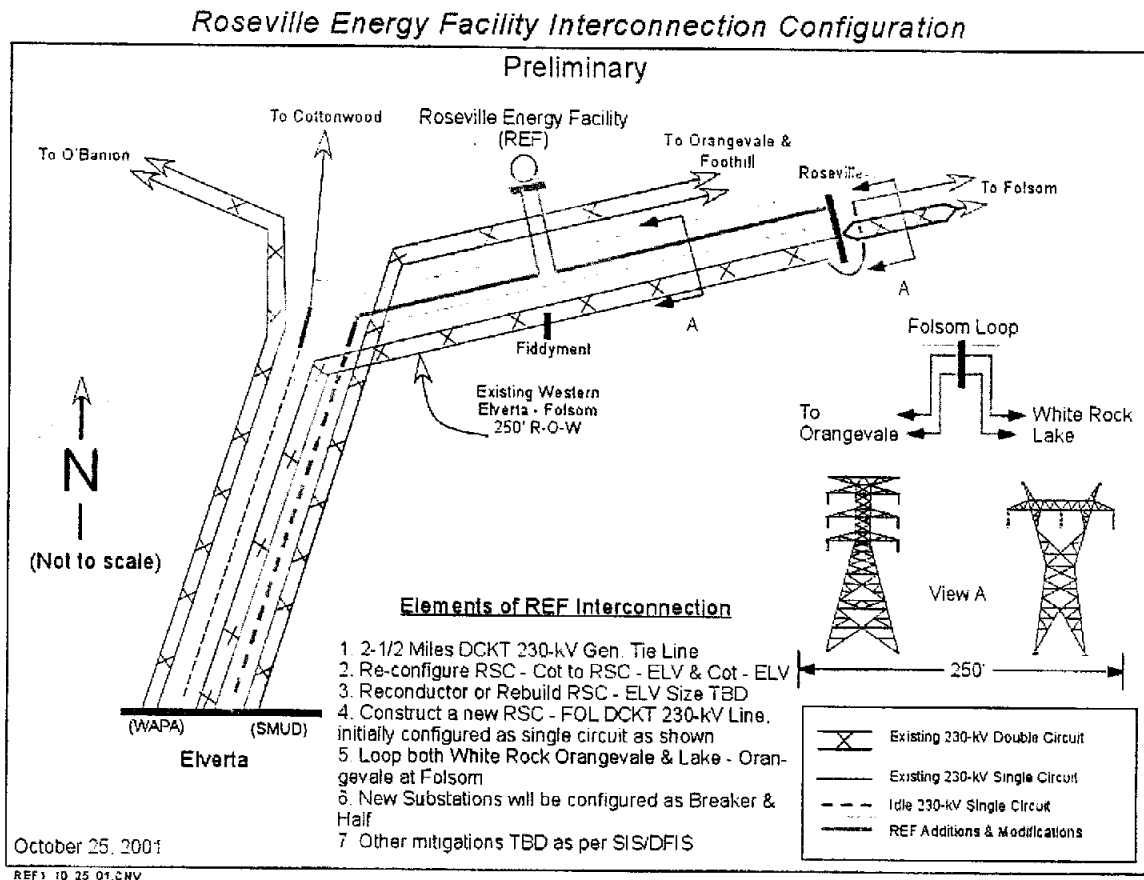 Roseville Energy Facility Interconnection Configuration
Preliminary
To Cottonwood
Roseville Energy Facility
(REF)
To Orangevale &
Foothill
To O'Banion
Roseville
To Folsom
A
A
Fiddyment
Folsom Loop
Existing Western
Elverta - Folsom
250' R-O-W
To
Orangevale
White Rock
Lake
N
(Not to scale)
View A
250'
Elements of REF Interconnection
1. 2-1/2 Miles DCKT 230-kV Gen. Tie Line
2. Re-configure RSC - Cot to RSC - ELV & Cot - ELV
3. Reconductor or Rebuild RSC - ELV Size TBD
4. Construct a new RSC - FOL DCKT 230-kV Line,
initially configured as single circuit as shown
5. Loop both White Rock Orangevale & Lake - Oran-
gevale at Folsom
6. New Substations will be configured as Breaker &
Half
7 Other mitigations TBD as per SIS/DFIS
(WAPA)
(SMUD)
Elverta
Existing 230-kV Double Circuit
Existing 230-kV Single Circuit
Idle 230-kV Single Circuit
REF Additions & Modifications
October 25, 2001
REF1_10_25_01.CNV